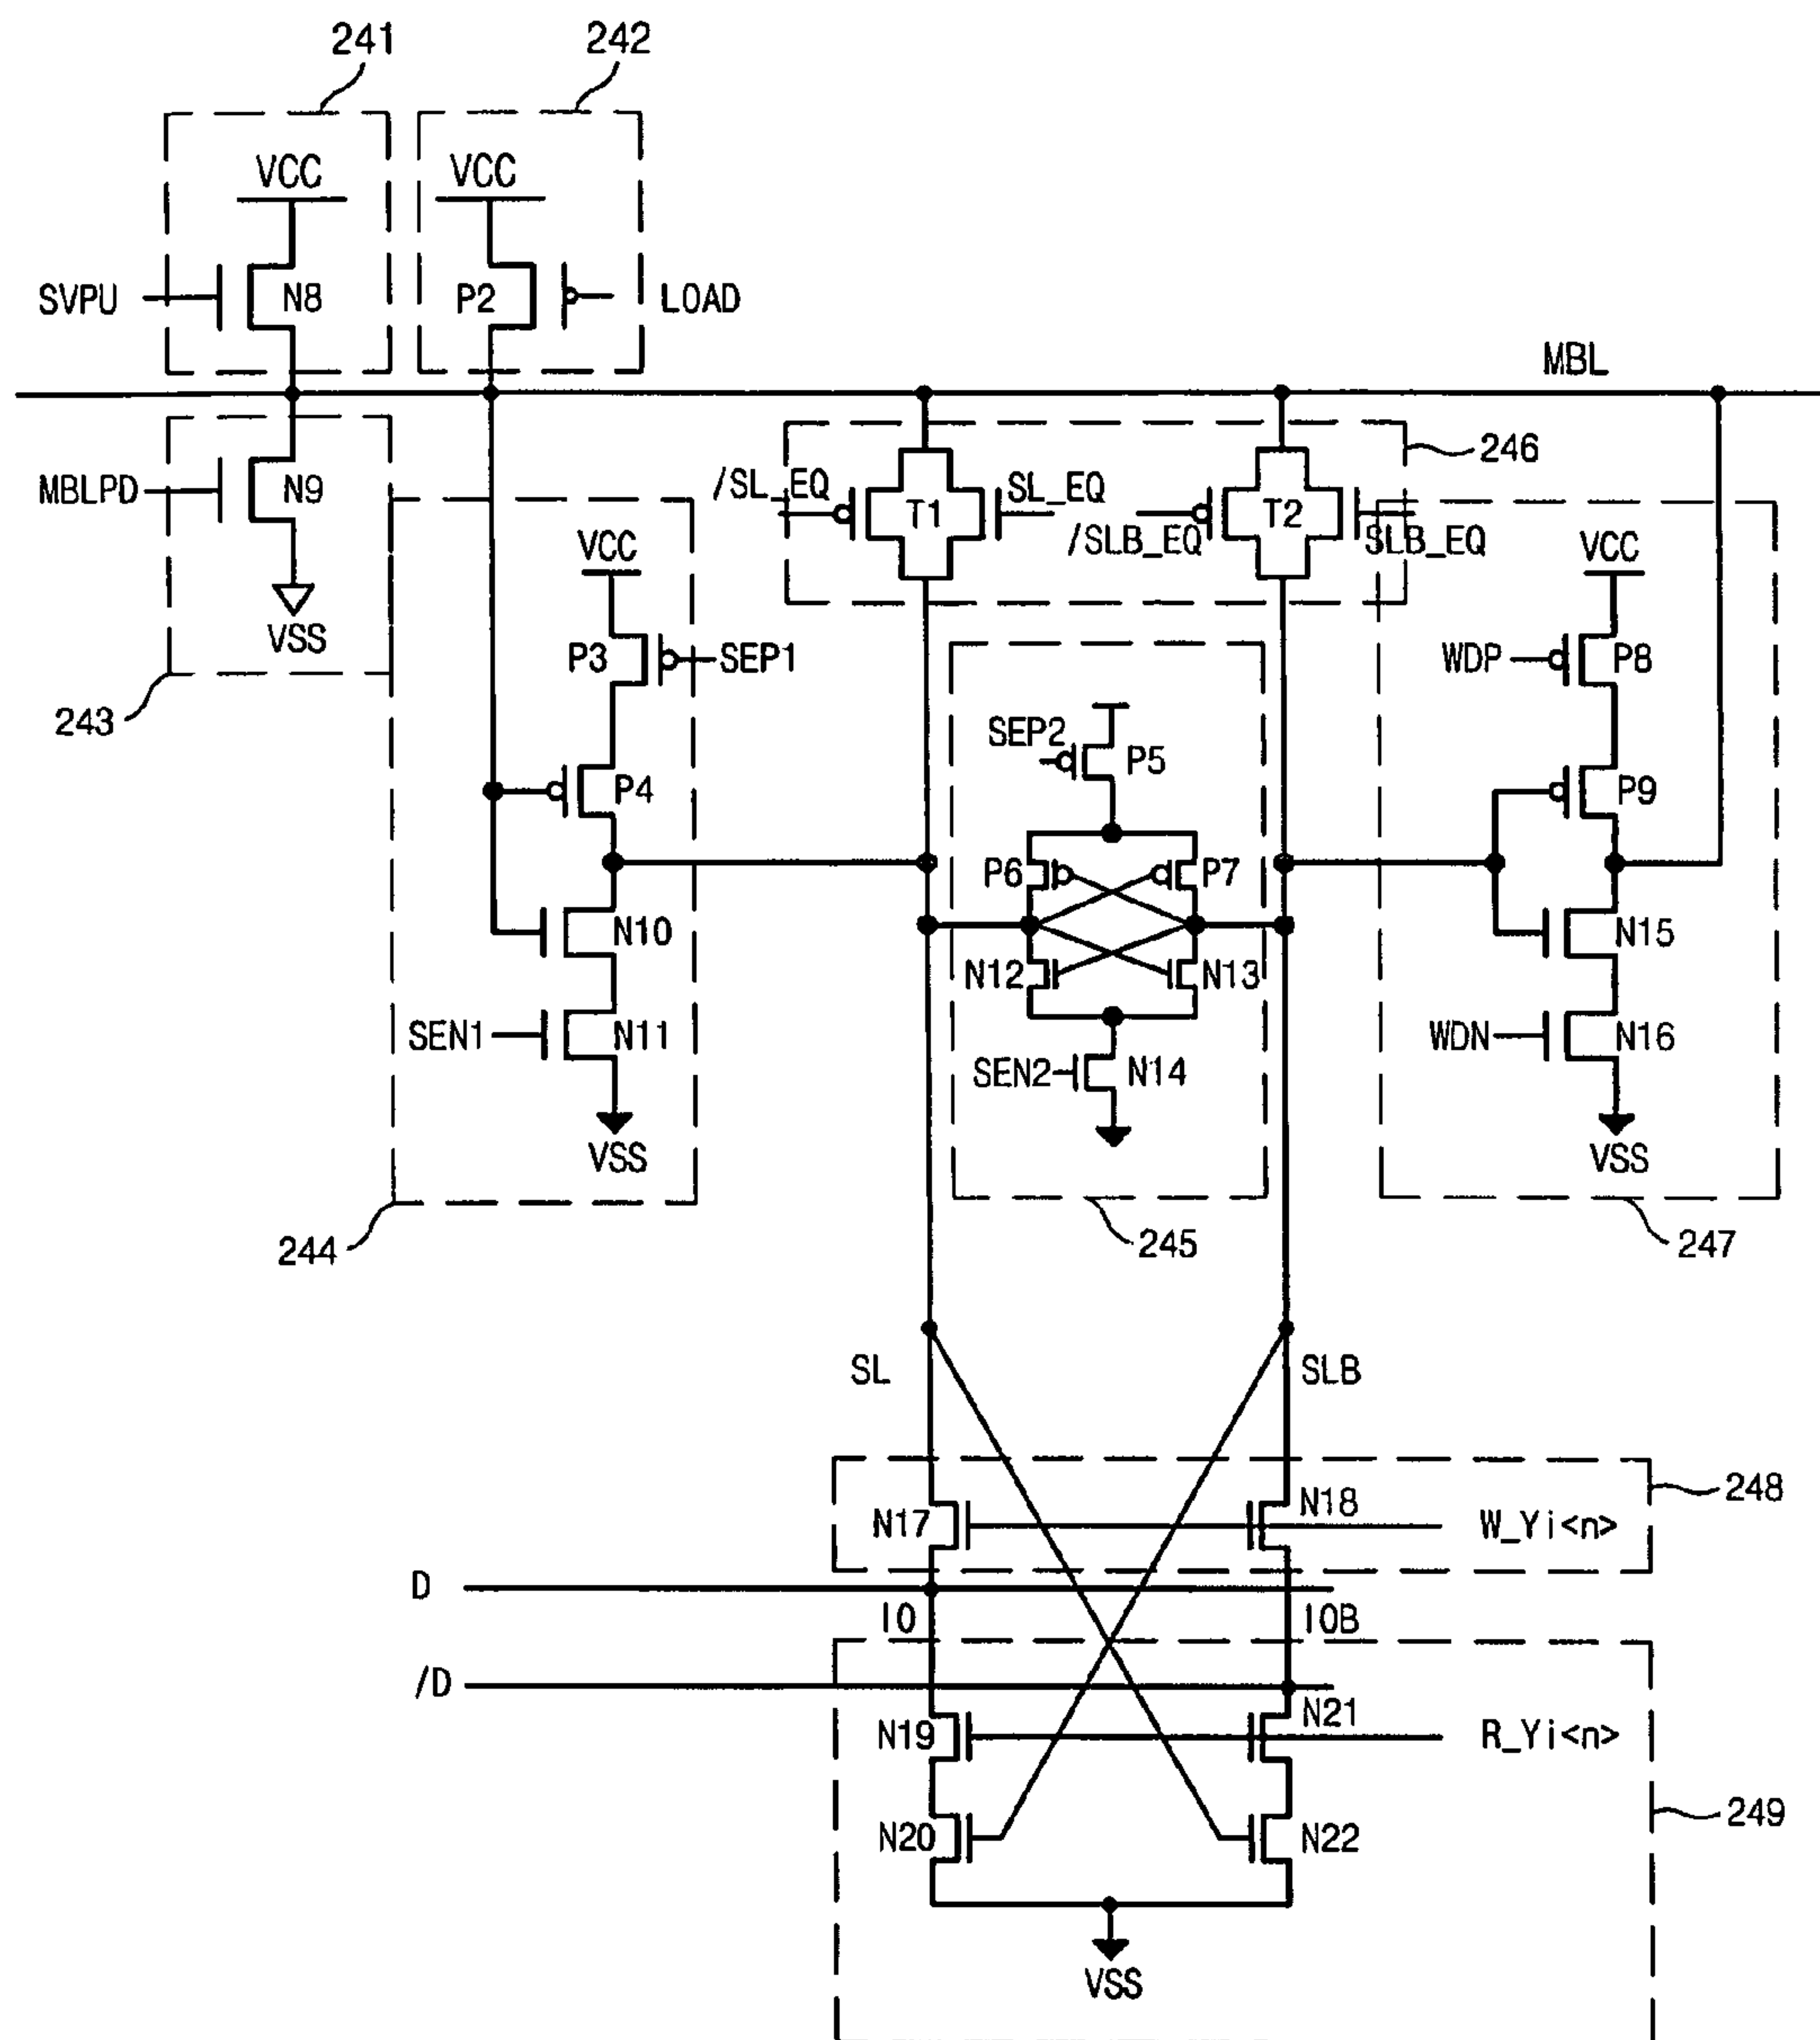 241
242
VCC
VCC
SVPU
N8
P2
LOAD
MBL
MBLPD
N9
246
/SL_EQ
T1
SL_EQ
/SLB_EQ
T2
SLB_EQ
VSS
VCC
VCC
P3
SEP1
WDP
P8
243
SEP2
P5
P4
P9
P6
P7
N10
N15
N12
N13
SEN1
N11
SEN2
N14
WDN
N16
VSS
VSS
244
245
247
SL
SLB
N17
N18
W_Yi<n>
248
D
IO
IOB
/D
N19
N21
R_Yi<n>
N20
N22
249
VSS